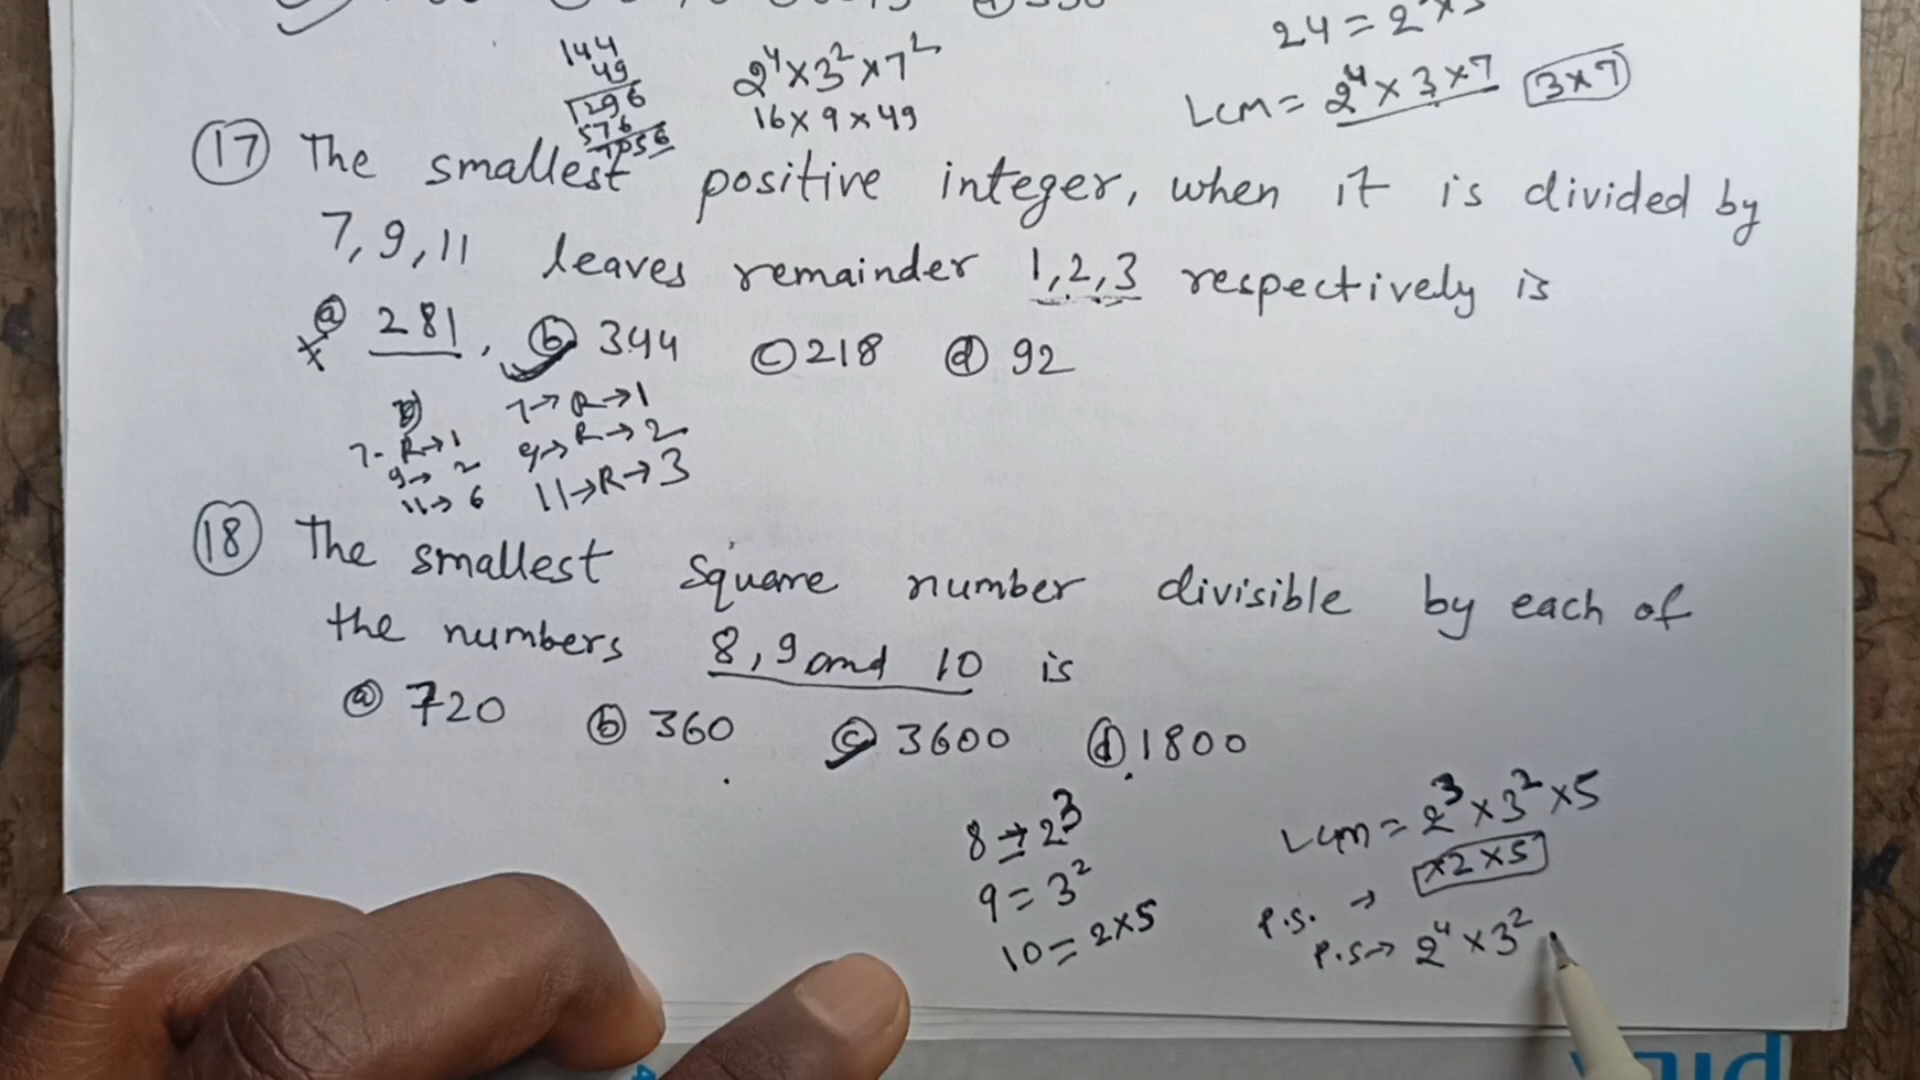 24 = 2
144
49
1296
576
7056
2⁴×3²×7²
16×9×49
LCM = 2⁴×3×7 3×7
17 The smallest positive integer, when it is divided by
7, 9, 11 leaves remainder 1, 2, 3 respectively is
a 281, b 344 c 218 d 92
7- R→1
9→ 2
11→ 6
7→ R→1
9→ R→2
11→R→3
18 The smallest square number divisible by each of
the numbers 8, 9 and 10 is
a 720 b 360 c 3600 d 1800
8→2³
9=3²
10=2×5
LCM = 2³×3²×5
×2×5
P.S. →
P.S→ 2⁴×3²